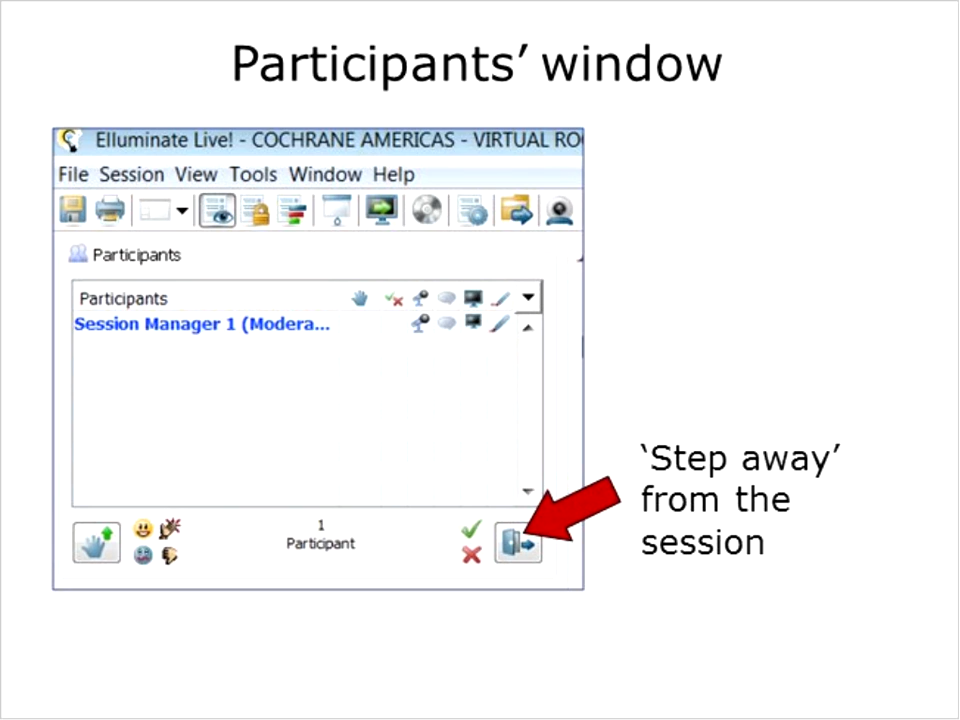 Participants’ window
Elluminate Live! - COCHRANE AMERICAS - VIRTUAL RO
File Session View Tools Window Help
Participants
Participants
Session Manager 1 (Modera...
1
Participant
‘Step away’
from the
session